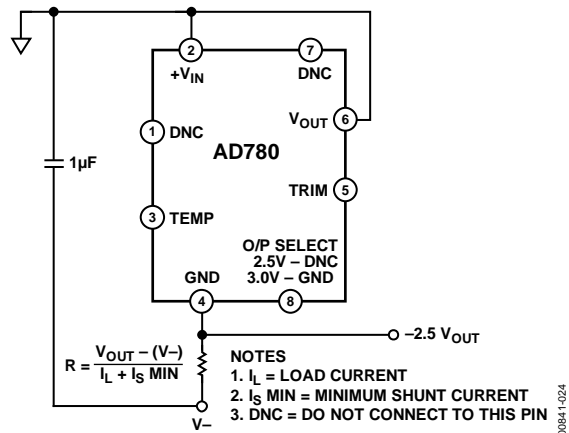 2
7
+VIN
DNC
VOUT
6
1
DNC
AD780
1µF
TRIM
5
3
TEMP
O/P SELECT
2.5V – DNC
3.0V – GND
GND
4
8
–2.5 VOUT
R = VOUT – (V–)
IL + IS MIN
NOTES
1. IL = LOAD CURRENT
2. IS MIN = MINIMUM SHUNT CURRENT
3. DNC = DO NOT CONNECT TO THIS PIN
V–
00841-024